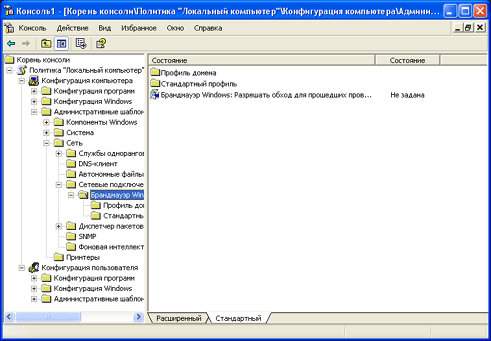 Консоль1 - [Корень консоли\Политика "Локальный компьютер"\Конфигурация компьютера\Админи...
Консоль Действие Вид Избранное Окно Справка
Корень консоли
Политика "Локальный компьютер"
Конфигурация компьютера
Конфигурация программ
Конфигурация Windows
Административные шаблон
Компоненты Windows
Система
Сеть
Службы одноранго
DNS-клиент
Автономные файлы
Сетевые подключе
Брандмауэр Win
Профиль до
Стандартны
Диспетчер пакетов
SNMP
Фоновая интеллект
Принтеры
Конфигурация пользователя
Конфигурация программ
Конфигурация Windows
Административные шаблон
Состояние Состояние
Профиль домена
Стандартный профиль
Брандмауэр Windows: Разрешать обход для прошедших пров... Не задана
Расширенный Стандартный